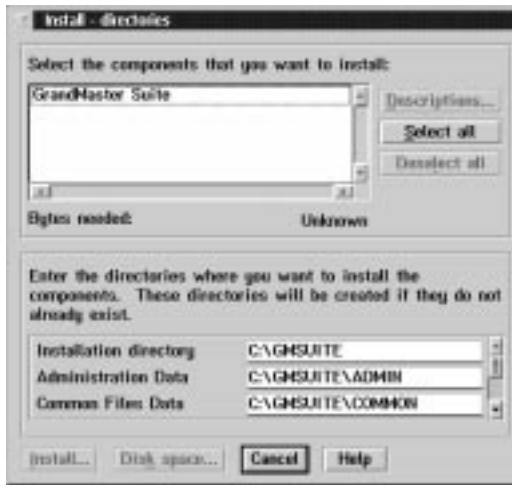 Install - directories
Select the components that you want to install:
GrandMaster Suite
Descriptions...
Select all
Deselect all
Bytes needed:
Unknown
Enter the directories where you want to install the
components. These directories will be created if they do not
already exist.
Installation directory
C:\GMSUITE
Administration Data
C:\GMSUITE\ADMIN
Common Files Data
C:\GMSUITE\COMMON
Install...
Disk space...
Cancel
Help